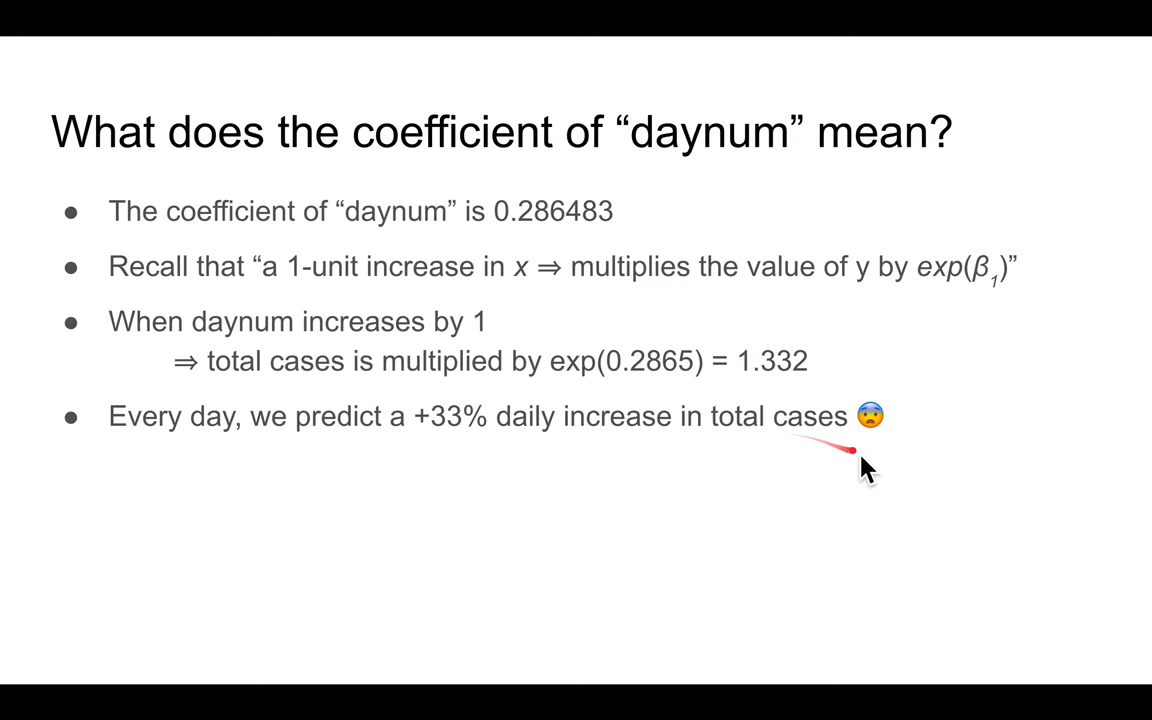 What does the coefficient of “daynum” mean?
● The coefficient of “daynum” is 0.286483
● Recall that “a 1-unit increase in x ⇒ multiplies the value of y by exp(β₁)”
● When daynum increases by 1
⇒ total cases is multiplied by exp(0.2865) = 1.332
● Every day, we predict a +33% daily increase in total cases 😨